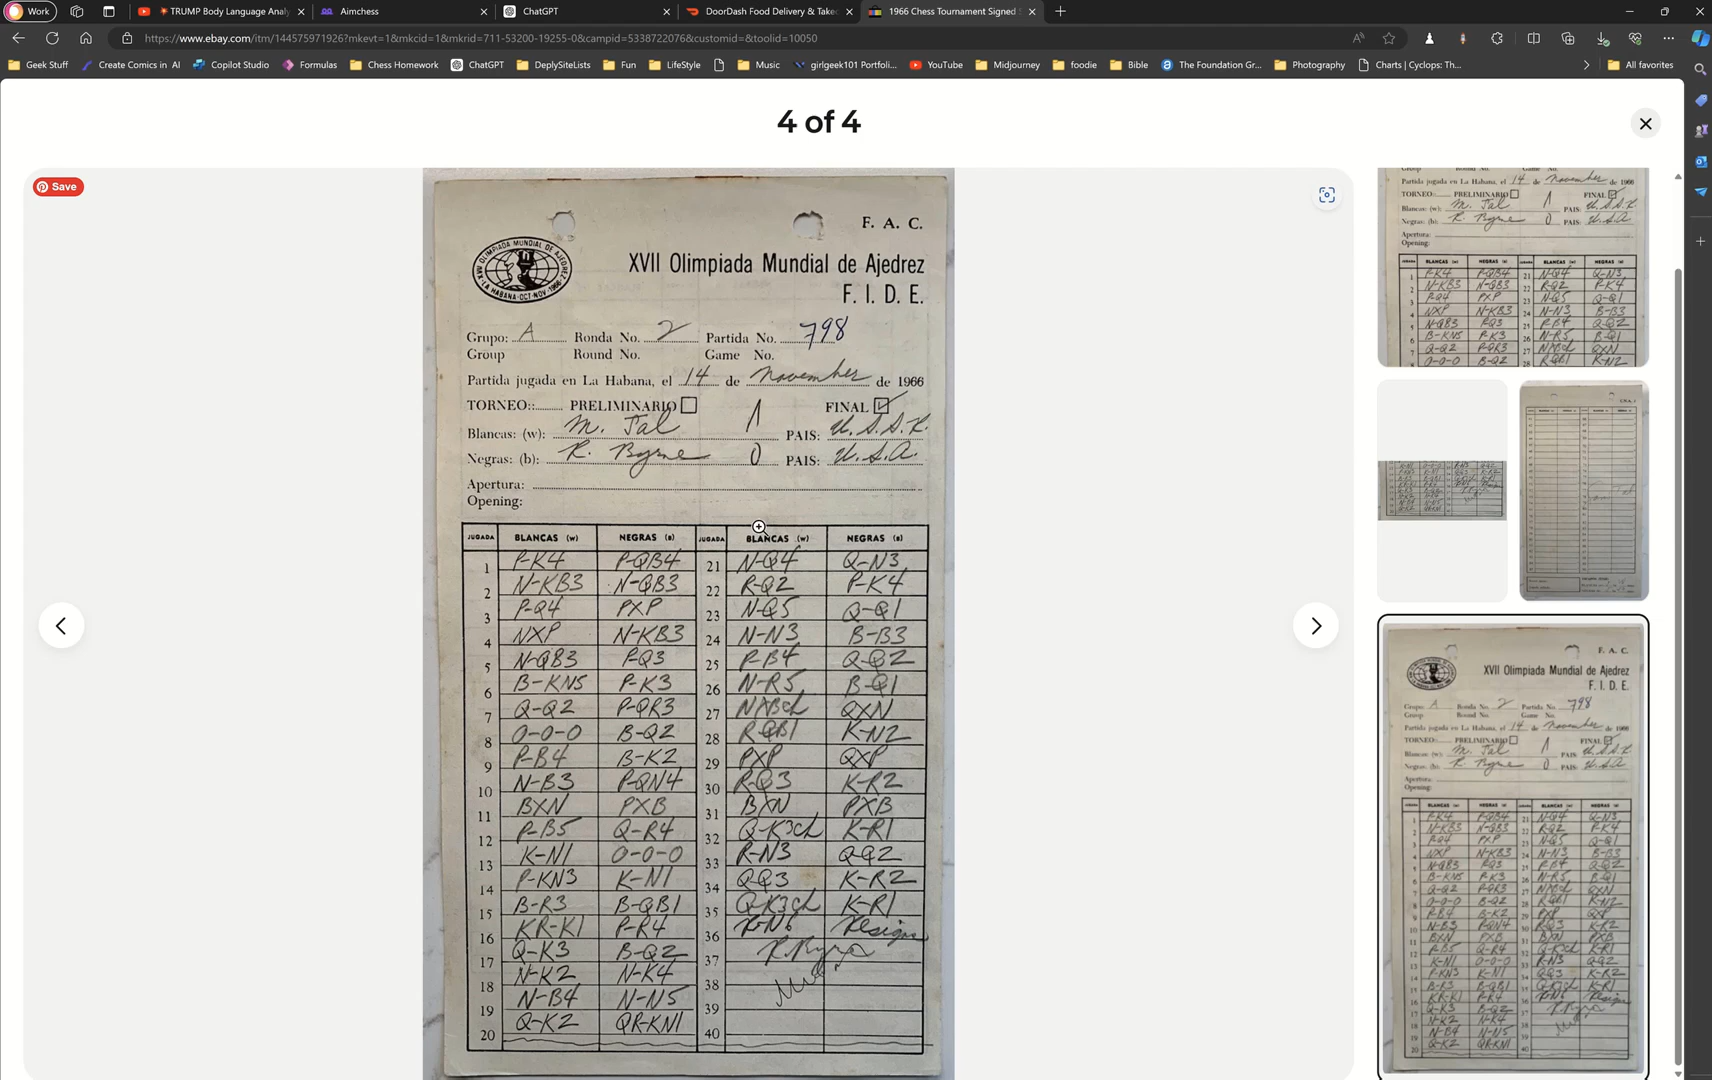 Work
TRUMP Body Language Analy
Aimchess
ChatGPT
DoorDash Food Delivery & Take
1966 Chess Tournament Signed
https://www.ebay.com/itm/144575971926?mkevt=1&mkcid=1&mkrid=711-53200-19255-0&campid=5338722076&customid=&toolid=10050
Geek Stuff
Create Comics in AI
Copilot Studio
Formulas
Chess Homework
ChatGPT
DeplySiteLists
Fun
LifeStyle
Music
girlgeek101 Portfoli...
YouTube
Midjourney
foodie
Bible
The Foundation Gr...
Photography
Charts | Cyclops: Th...
All favorites
4 of 4
Save
F. A. C.
XVII Olimpiada Mundial de Ajedrez
F. I. D. E.
Grupo: A Ronda No. 2 Partida No. 798
Group Round No. Game No.
Partida jugada en La Habana, el 14 de November de 1966
TORNEO: PRELIMINARIO FINAL
Blancas: (w) M. Tal 1 PAIS: U.S.S.R.
Negras: (b) R. Byrne 0 PAIS: U.S.A.
Apertura:
Opening:
JUGADA BLANCAS (w) NEGRAS (B) JUGADA BLANCAS (w) NEGRAS (B)
1 P-K4 P-QB4 21 N-Q4 Q-N3
2 N-KB3 N-QB3 22 R-Q2 P-K4
3 P-Q4 PXP 23 N-Q5 Q-Q1
4 NXP N-KB3 24 N-N3 B-B3
5 N-QB3 P-Q3 25 P-B4 Q-Q2
6 B-KN5 P-K3 26 N-R5 B-Q1
7 Q-Q2 P-QR3 27 NXBch QXN
8 O-O-O B-Q2 28 RQB1 K-N2
9 P-B4 B-K2 29 PXP QXP
10 N-B3 P-QN4 30 R-Q3 K-R2
11 BXN PXB 31 BXN PXB
12 P-B5 Q-R4 32 Q-K3ch K-R1
13 K-N1 O-O-O 33 R-N3 QQ2
14 P-KN3 K-N1 34 QQ3 K-R2
15 B-R3 B-QB1 35 Q-K3ch K-R1
16 KR-K1 P-R4 36 R-N6 Resigns
17 Q-K3 B-Q2 37 R. Byrne
18 N-K2 N-K4 38
19 N-B4 N-N5 39
20 Q-K2 QR-KN1 40